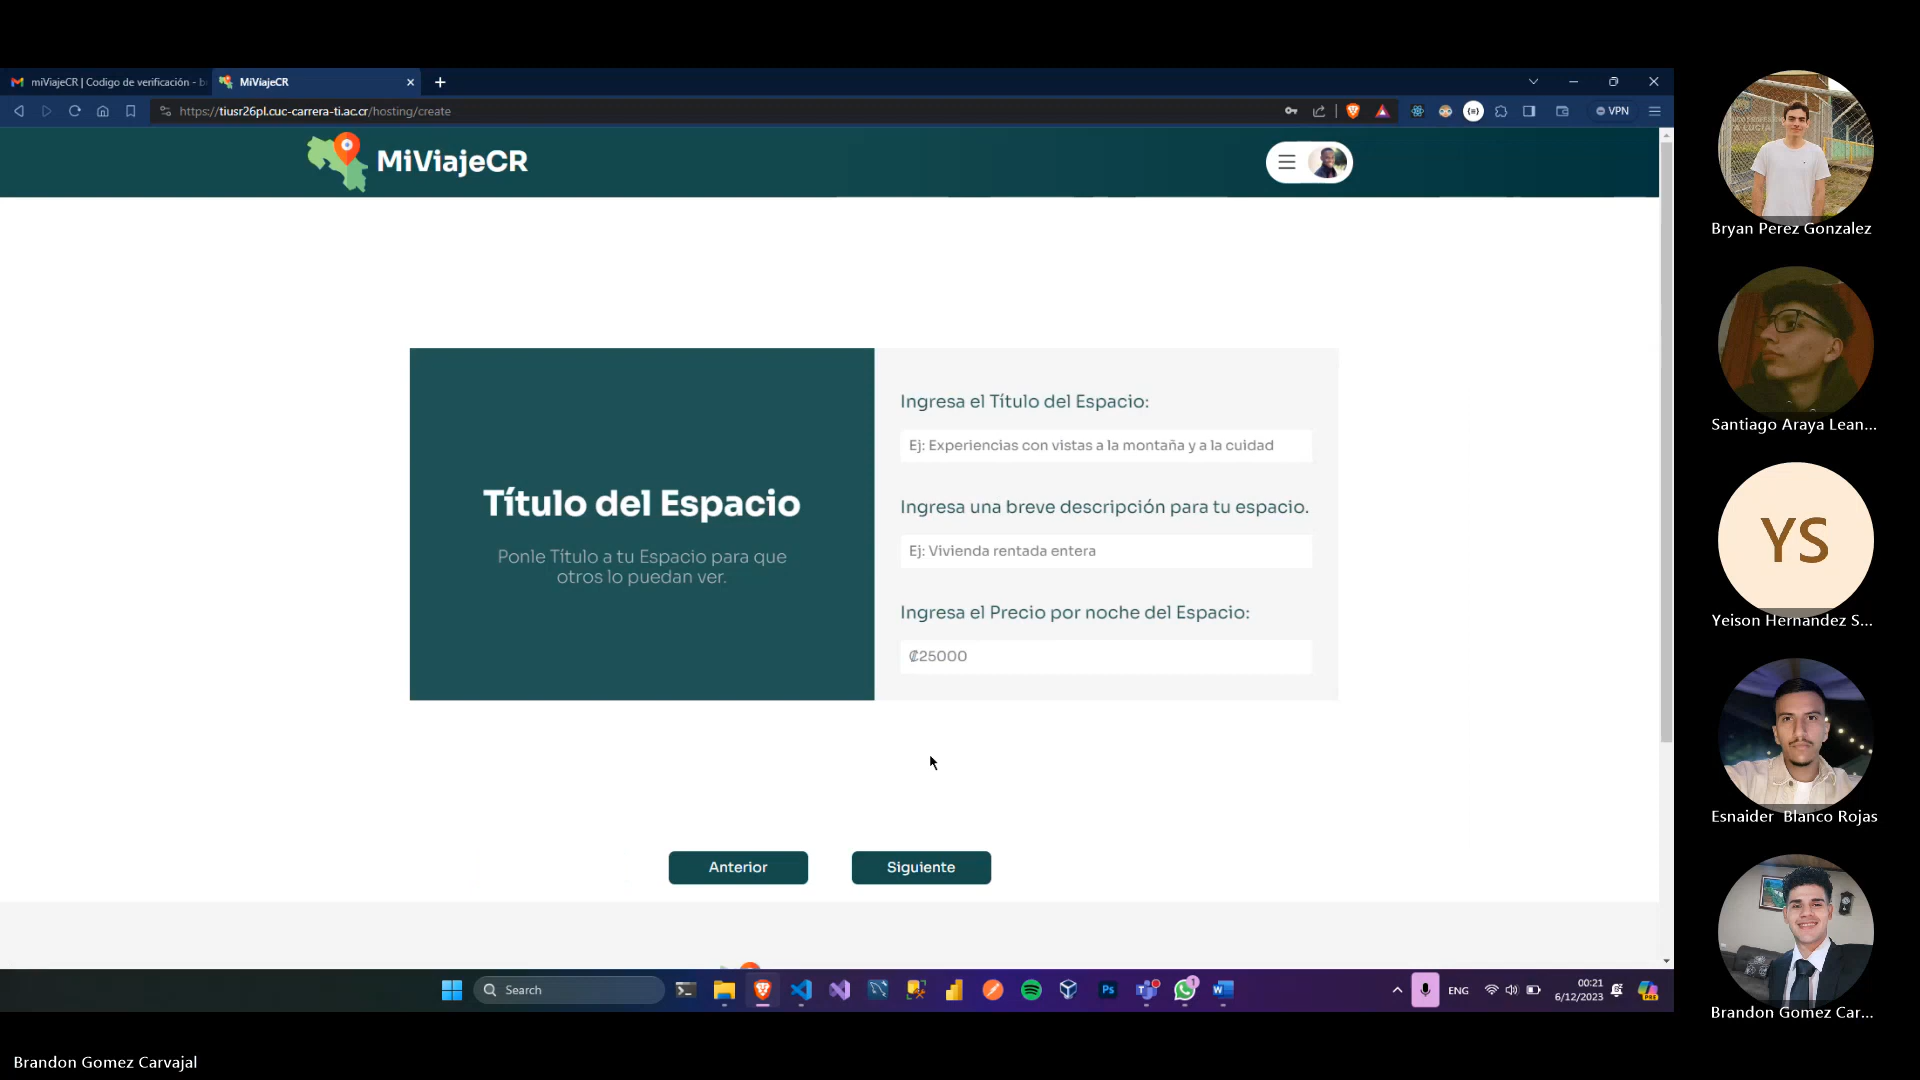 miViajeCR | Codigo de verificación - b
MiViajeCR
https://tiusr26pl.cuc-carrera-ti.ac.cr/hosting/create
VPN
MiViajeCR
Título del Espacio
Ponle Título a tu Espacio para que
otros lo puedan ver.
Ingresa el Título del Espacio:
Ej: Experiencias con vistas a la montaña y a la cuidad
Ingresa una breve descripción para tu espacio.
Ej: Vivienda rentada entera
Ingresa el Precio por noche del Espacio:
₡25000
Anterior
Siguiente
Bryan Perez Gonzalez
Santiago Araya Lean...
YS
Yeison Hernandez S...
Esnaider Blanco Rojas
Brandon Gomez Car...
Search
Ps
1
ENG
00:21
6/12/2023
PRE
Brandon Gomez Carvajal